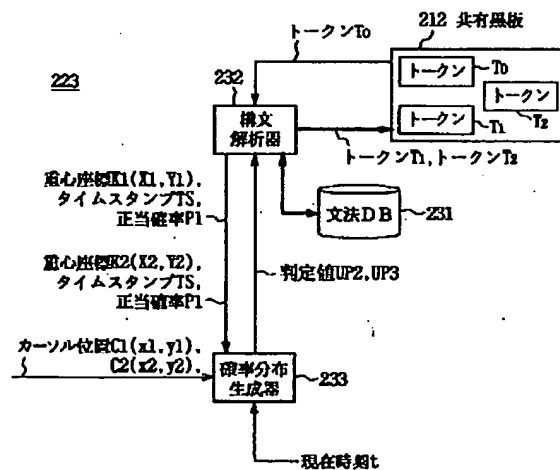 トークンT0
212 共有黒板
223
トークン T0
232
トークン T2
構文
解析器
トークン T1
トークンT1,トークンT2
重心座標K1(X1,Y1),
タイムスタンプTS,
正当確率P1
文法DB 231
重心座標K2(X2,Y2),
タイムスタンプTS,
正当確率P1
判定値UP2,UP3
カーソル位置C1(x1,y1),
C2(x2,y2),
確率分布
生成器
233
現在時刻t